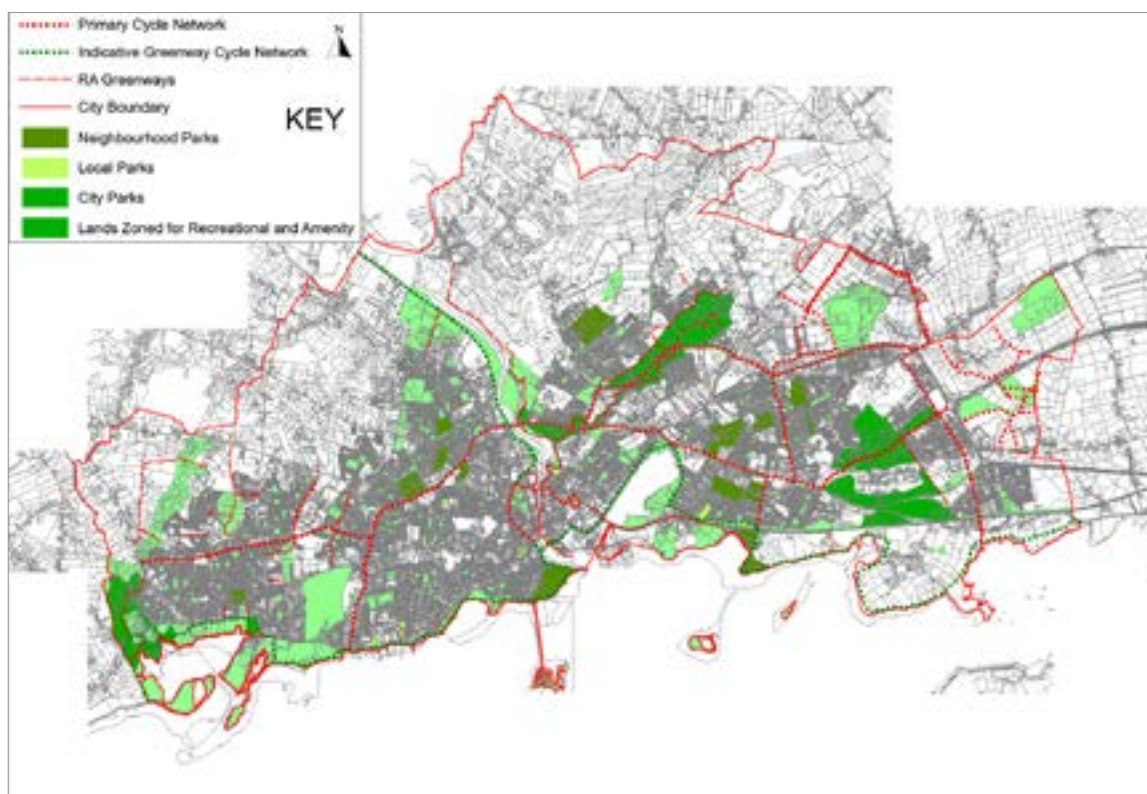 Primary Cycle Network
N
Indicative Greenway Cycle Network
RA Greenways
City Boundary
KEY
Neighbourhood Parks
Local Parks
City Parks
Lands Zoned for Recreational and Amenity